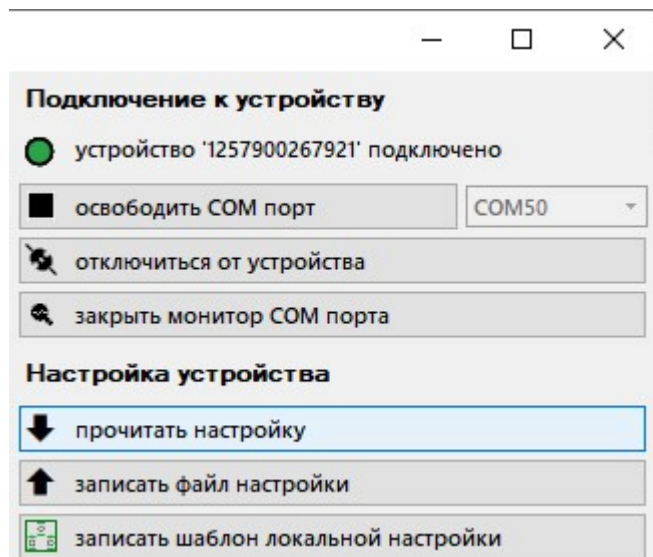 Подключение к устройству
устройство '1257900267921' подключено
освободить COM порт COM50
отключиться от устройства
закрыть монитор COM порта
Настройка устройства
прочитать настройку
записать файл настройки
записать шаблон локальной настройки